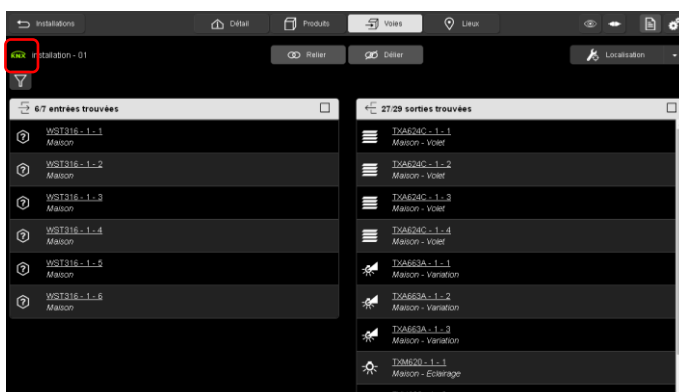 Installations
Détail
Produits
Voies
Lieux
KNX installation - 01
Relier
Délier
Localisation
6/7 entrées trouvées
WST316 - 1 - 1
Maison
WST316 - 1 - 2
Maison
WST316 - 1 - 3
Maison
WST316 - 1 - 4
Maison
WST316 - 1 - 5
Maison
WST316 - 1 - 6
Maison
27/29 sorties trouvées
TXA624C - 1 - 1
Maison - Volet
TXA624C - 1 - 2
Maison - Volet
TXA624C - 1 - 3
Maison - Volet
TXA624C - 1 - 4
Maison - Volet
TXA663A - 1 - 1
Maison - Variation
TXA663A - 1 - 2
Maison - Variation
TXA663A - 1 - 3
Maison - Variation
TXM620 - 1 - 1
Maison - Eclairage